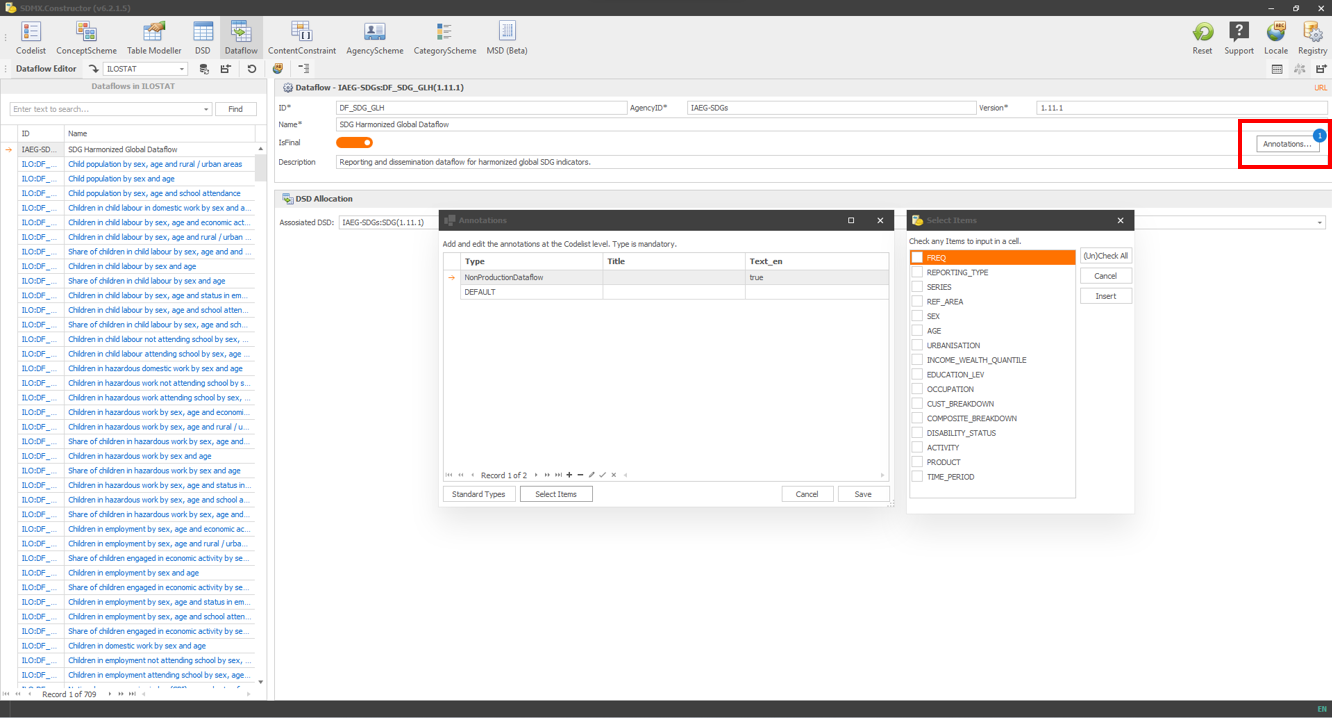 SDMX.Constructor (v6.2.1.5)
Codelist ConceptScheme Table Modeller DSD Dataflow ContentConstraint AgencyScheme CategoryScheme MSD (Beta) Reset Support Locale Registry
Dataflow Editor ILOSTAT
Dataflows in ILOSTAT
Enter text to search... Find
ID Name
IAEG-SD... SDG Harmonized Global Dataflow
ILO:DF_... Child population by sex, age and rural / urban areas
ILO:DF_... Child population by sex and age
ILO:DF_... Child population by sex, age and school attendance
ILO:DF_... Children in child labour in domestic work by sex and a...
ILO:DF_... Children in child labour by sex, age and economic act...
ILO:DF_... Children in child labour by sex, age and rural / urban ...
ILO:DF_... Share of children in child labour by sex, age and and ...
ILO:DF_... Children in child labour by sex and age
ILO:DF_... Share of children in child labour by sex and age
ILO:DF_... Children in child labour by sex, age and status in em...
ILO:DF_... Children in child labour by sex, age and school atten...
ILO:DF_... Share of children in child labour by sex, age and sch...
ILO:DF_... Children in child labour not attending school by sex, ...
ILO:DF_... Children in child labour attending school by sex, age ...
ILO:DF_... Children in hazardous domestic work by sex and age
ILO:DF_... Children in hazardous work not attending school by s...
ILO:DF_... Children in hazardous work attending school by sex, ...
ILO:DF_... Children in hazardous work by sex, age and economi...
ILO:DF_... Children in hazardous work by sex, age and rural / u...
ILO:DF_... Share of children in hazardous work by sex, age and...
ILO:DF_... Children in hazardous work by sex and age
ILO:DF_... Share of children in hazardous work by sex and age
ILO:DF_... Children in hazardous work by sex, age and status in...
ILO:DF_... Children in hazardous work by sex, age and school a...
ILO:DF_... Share of children in hazardous work by sex, age and...
ILO:DF_... Children in employment by sex, age and economic ac...
ILO:DF_... Children in employment by sex, age and rural / urba...
ILO:DF_... Share of children engaged in economic activity by se...
ILO:DF_... Children in employment by sex and age
ILO:DF_... Share of children engaged in economic activity by se...
ILO:DF_... Children in employment by sex, age and status in em...
ILO:DF_... Children in employment by sex, age and school atten...
ILO:DF_... Share of children engaged in economic activity by se...
ILO:DF_... Children in domestic work by sex and age
ILO:DF_... Children in employment not attending school by sex, ...
ILO:DF_... Children in employment attending school by sex, age...
Record 1 of 709
Dataflow - IAEG-SDGs:DF_SDG_GLH(1.11.1) URL
ID* DF_SDG_GLH AgencyID* IAEG-SDGs Version* 1.11.1
Name* SDG Harmonized Global Dataflow
IsFinal
Annotations... 1
Description Reporting and dissemination dataflow for harmonized global SDG indicators.
DSD Allocation
Assosiated DSD: IAEG-SDGs:SDG(1.11.1)
Annotations
Add and edit the annotations at the Codelist level. Type is mandatory.
Type Title Text_en
NonProductionDataflow true
DEFAULT
Record 1 of 2
Standard Types Select Items Cancel Save
Select Items
Check any Items to input in a cell.
FREQ
REPORTING_TYPE
SERIES
REF_AREA
SEX
AGE
URBANISATION
INCOME_WEALTH_QUANTILE
EDUCATION_LEV
OCCUPATION
CUST_BREAKDOWN
COMPOSITE_BREAKDOWN
DISABILITY_STATUS
ACTIVITY
PRODUCT
TIME_PERIOD
(Un)Check All
Cancel
Insert
EN